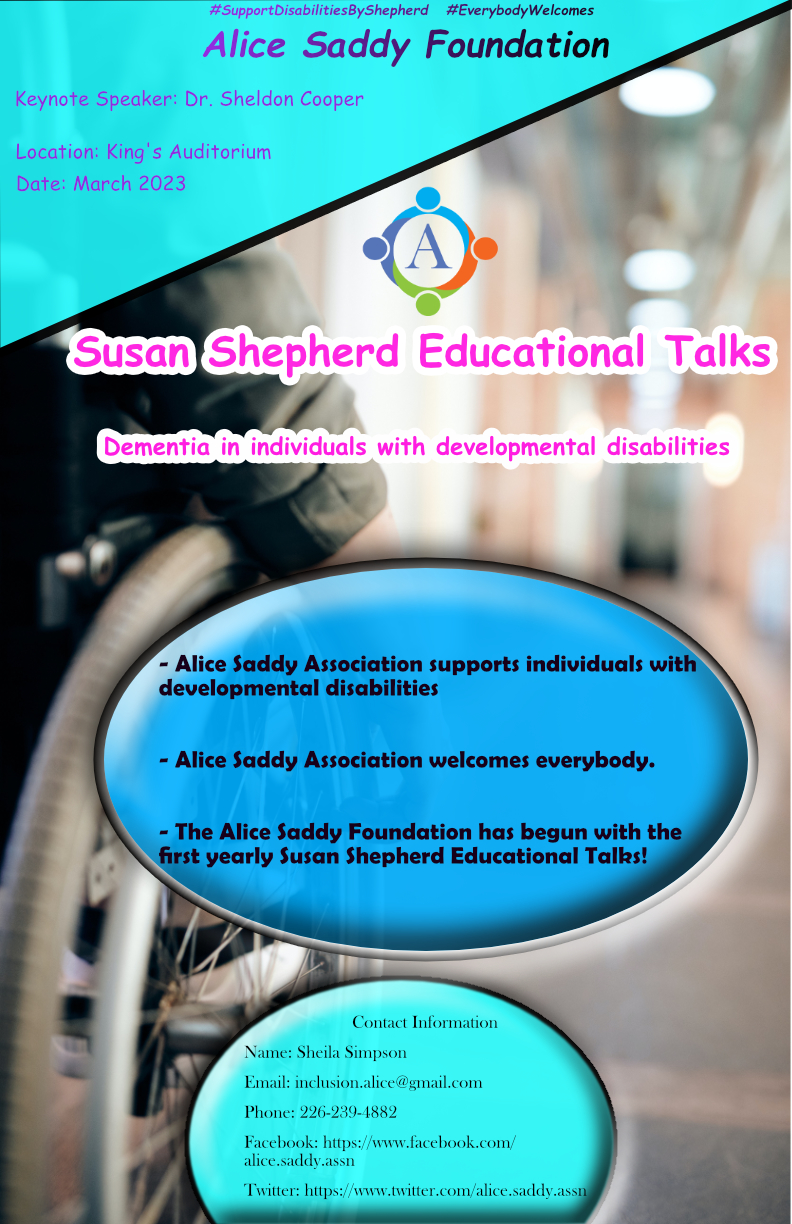 #SupportDisabilitiesByShepherd #EverybodyWelcomes
Alice Saddy Foundation
Keynote Speaker: Dr. Sheldon Cooper
Location: King's Auditorium
Date: March 2023
A
Susan Shepherd Educational Talks
Dementia in individuals with developmental disabilities
- Alice Saddy Association supports individuals with
developmental disabilities
- Alice Saddy Association welcomes everybody.
- The Alice Saddy Foundation has begun with the
first yearly Susan Shepherd Educational Talks!
Contact Information
Name: Sheila Simpson
Email: inclusion.alice@gmail.com
Phone: 226-239-4882
Facebook: https://www.facebook.com/
alice.saddy.assn
Twitter: https://www.twitter.com/alice.saddy.assn